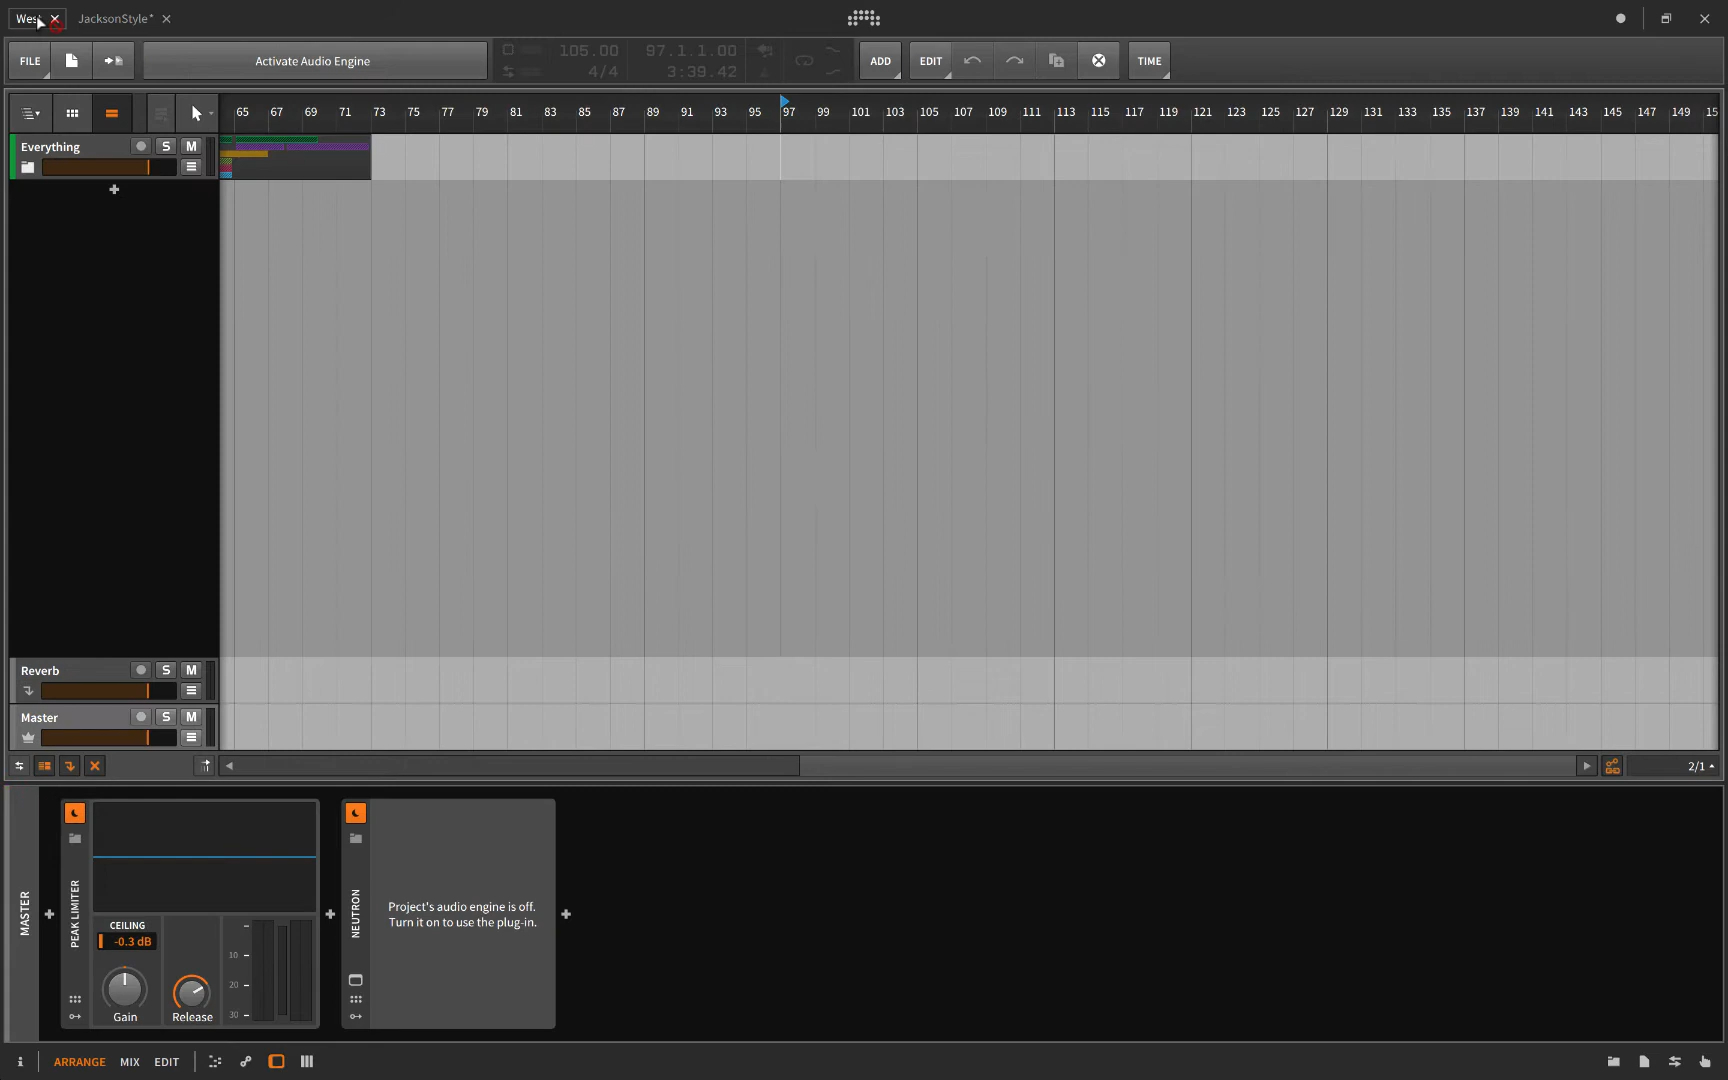 JacksonStyle*
FILE
Activate Audio Engine
105.00
97.1.1.00
4/4
3:39.42
ADD
EDIT
TIME
65 67 69 71 73 75 77 79 81 83 85 87 89 91 93 95 97 99 101 103 105 107 109 111 113 115 117 119 121 123 125 127 129 131 133 135 137 139 141 143 145 147 149
Everything
S M
Reverb
S M
Master
S M
2/1
MASTER
PEAK LIMITER
CEILING
-0.3 dB
Gain
Release
10
20
30
NEUTRON
Project's audio engine is off.
Turn it on to use the plug-in.
i
ARRANGE
MIX
EDIT